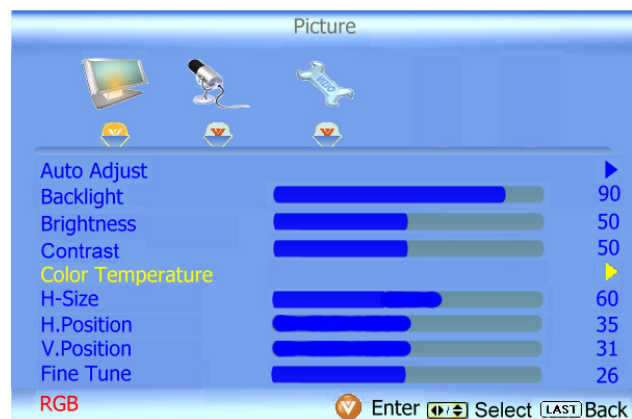 Picture
VIZIO
Auto Adjust
Backlight 90
Brightness 50
Contrast 50
Color Temperature
H-Size 60
H.Position 35
V.Position 31
Fine Tune 26
RGB Enter Select LAST Back